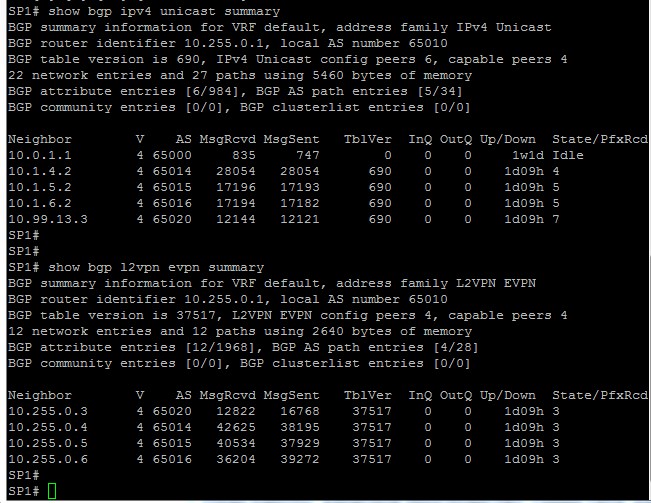 SP1# show bgp ipv4 unicast summary
BGP summary information for VRF default, address family IPv4 Unicast
BGP router identifier 10.255.0.1, local AS number 65010
BGP table version is 690, IPv4 Unicast config peers 6, capable peers 4
22 network entries and 27 paths using 5460 bytes of memory
BGP attribute entries [6/984], BGP AS path entries [5/34]
BGP community entries [0/0], BGP clusterlist entries [0/0]
Neighbor V AS MsgRcvd MsgSent TblVer InQ OutQ Up/Down State/PfxRcd
10.0.1.1 4 65000 835 747 0 0 0 1w1d Idle
10.1.4.2 4 65014 28054 28054 690 0 0 1d09h 4
10.1.5.2 4 65015 17196 17193 690 0 0 1d09h 5
10.1.6.2 4 65016 17194 17182 690 0 0 1d09h 5
10.99.13.3 4 65020 12144 12121 690 0 0 1d09h 7
SP1#
SP1#
SP1# show bgp l2vpn evpn summary
BGP summary information for VRF default, address family L2VPN EVPN
BGP router identifier 10.255.0.1, local AS number 65010
BGP table version is 37517, L2VPN EVPN config peers 4, capable peers 4
12 network entries and 12 paths using 2640 bytes of memory
BGP attribute entries [12/1968], BGP AS path entries [4/28]
BGP community entries [0/0], BGP clusterlist entries [0/0]
Neighbor V AS MsgRcvd MsgSent TblVer InQ OutQ Up/Down State/PfxRcd
10.255.0.3 4 65020 12822 16768 37517 0 0 1d09h 3
10.255.0.4 4 65014 42625 38195 37517 0 0 1d09h 3
10.255.0.5 4 65015 40534 37929 37517 0 0 1d09h 3
10.255.0.6 4 65016 36204 39272 37517 0 0 1d09h 3
SP1#
SP1#